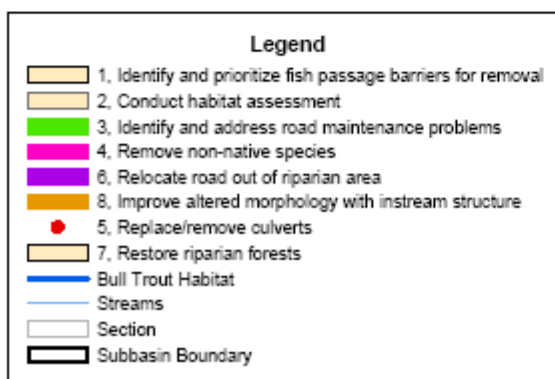 Legend
1, Identify and prioritize fish passage barriers for removal
2, Conduct habitat assessment
3, Identify and address road maintenance problems
4, Remove non-native species
6, Relocate road out of riparian area
8, Improve altered morphology with instream structure
5, Replace/remove culverts
7, Restore riparian forests
Bull Trout Habitat
Streams
Section
Subbasin Boundary